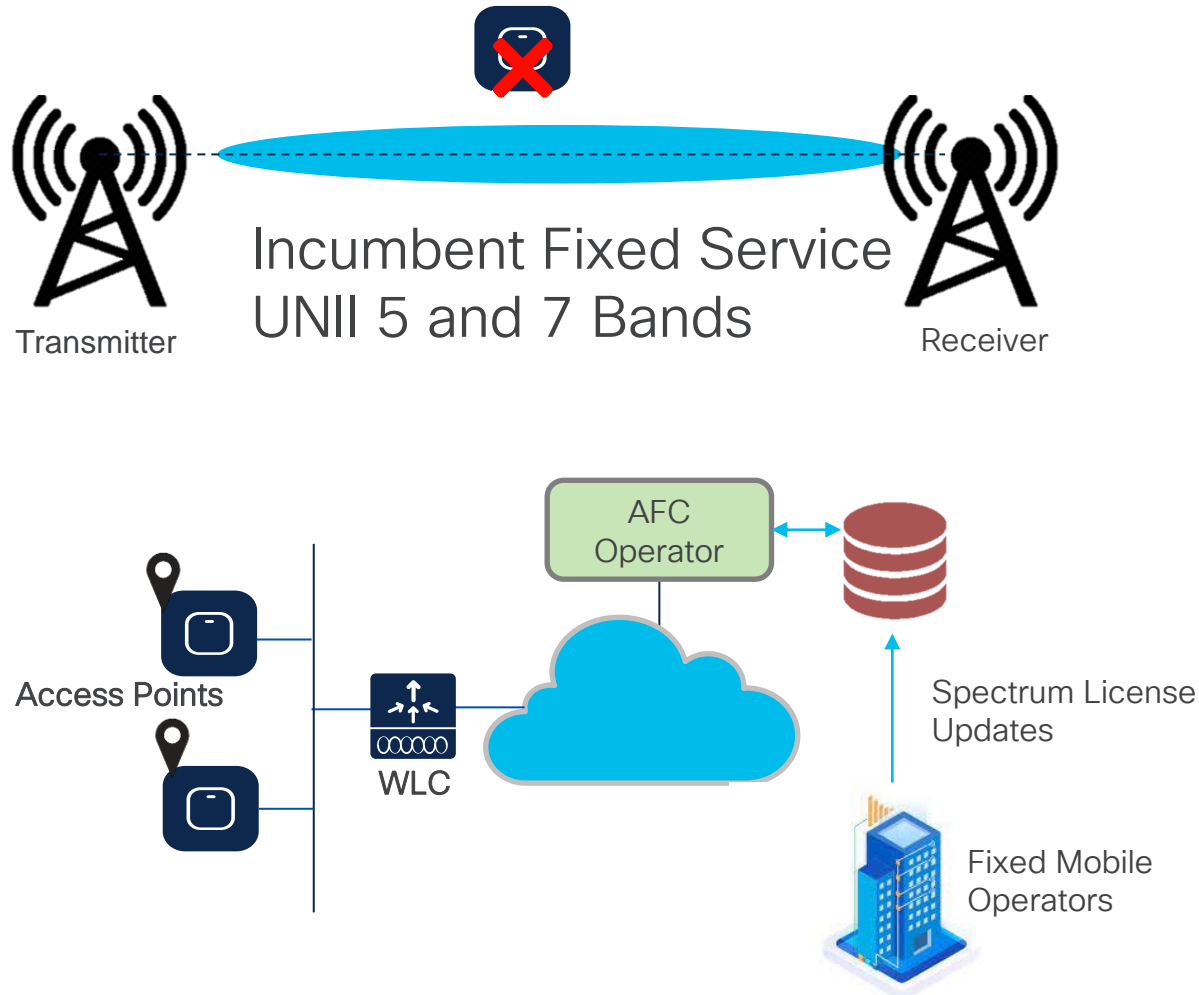 Incumbent Fixed Service
UNII 5 and 7 Bands
Transmitter
Receiver
AFC
Operator
Access Points
WLC
Spectrum License
Updates
Fixed Mobile
Operators